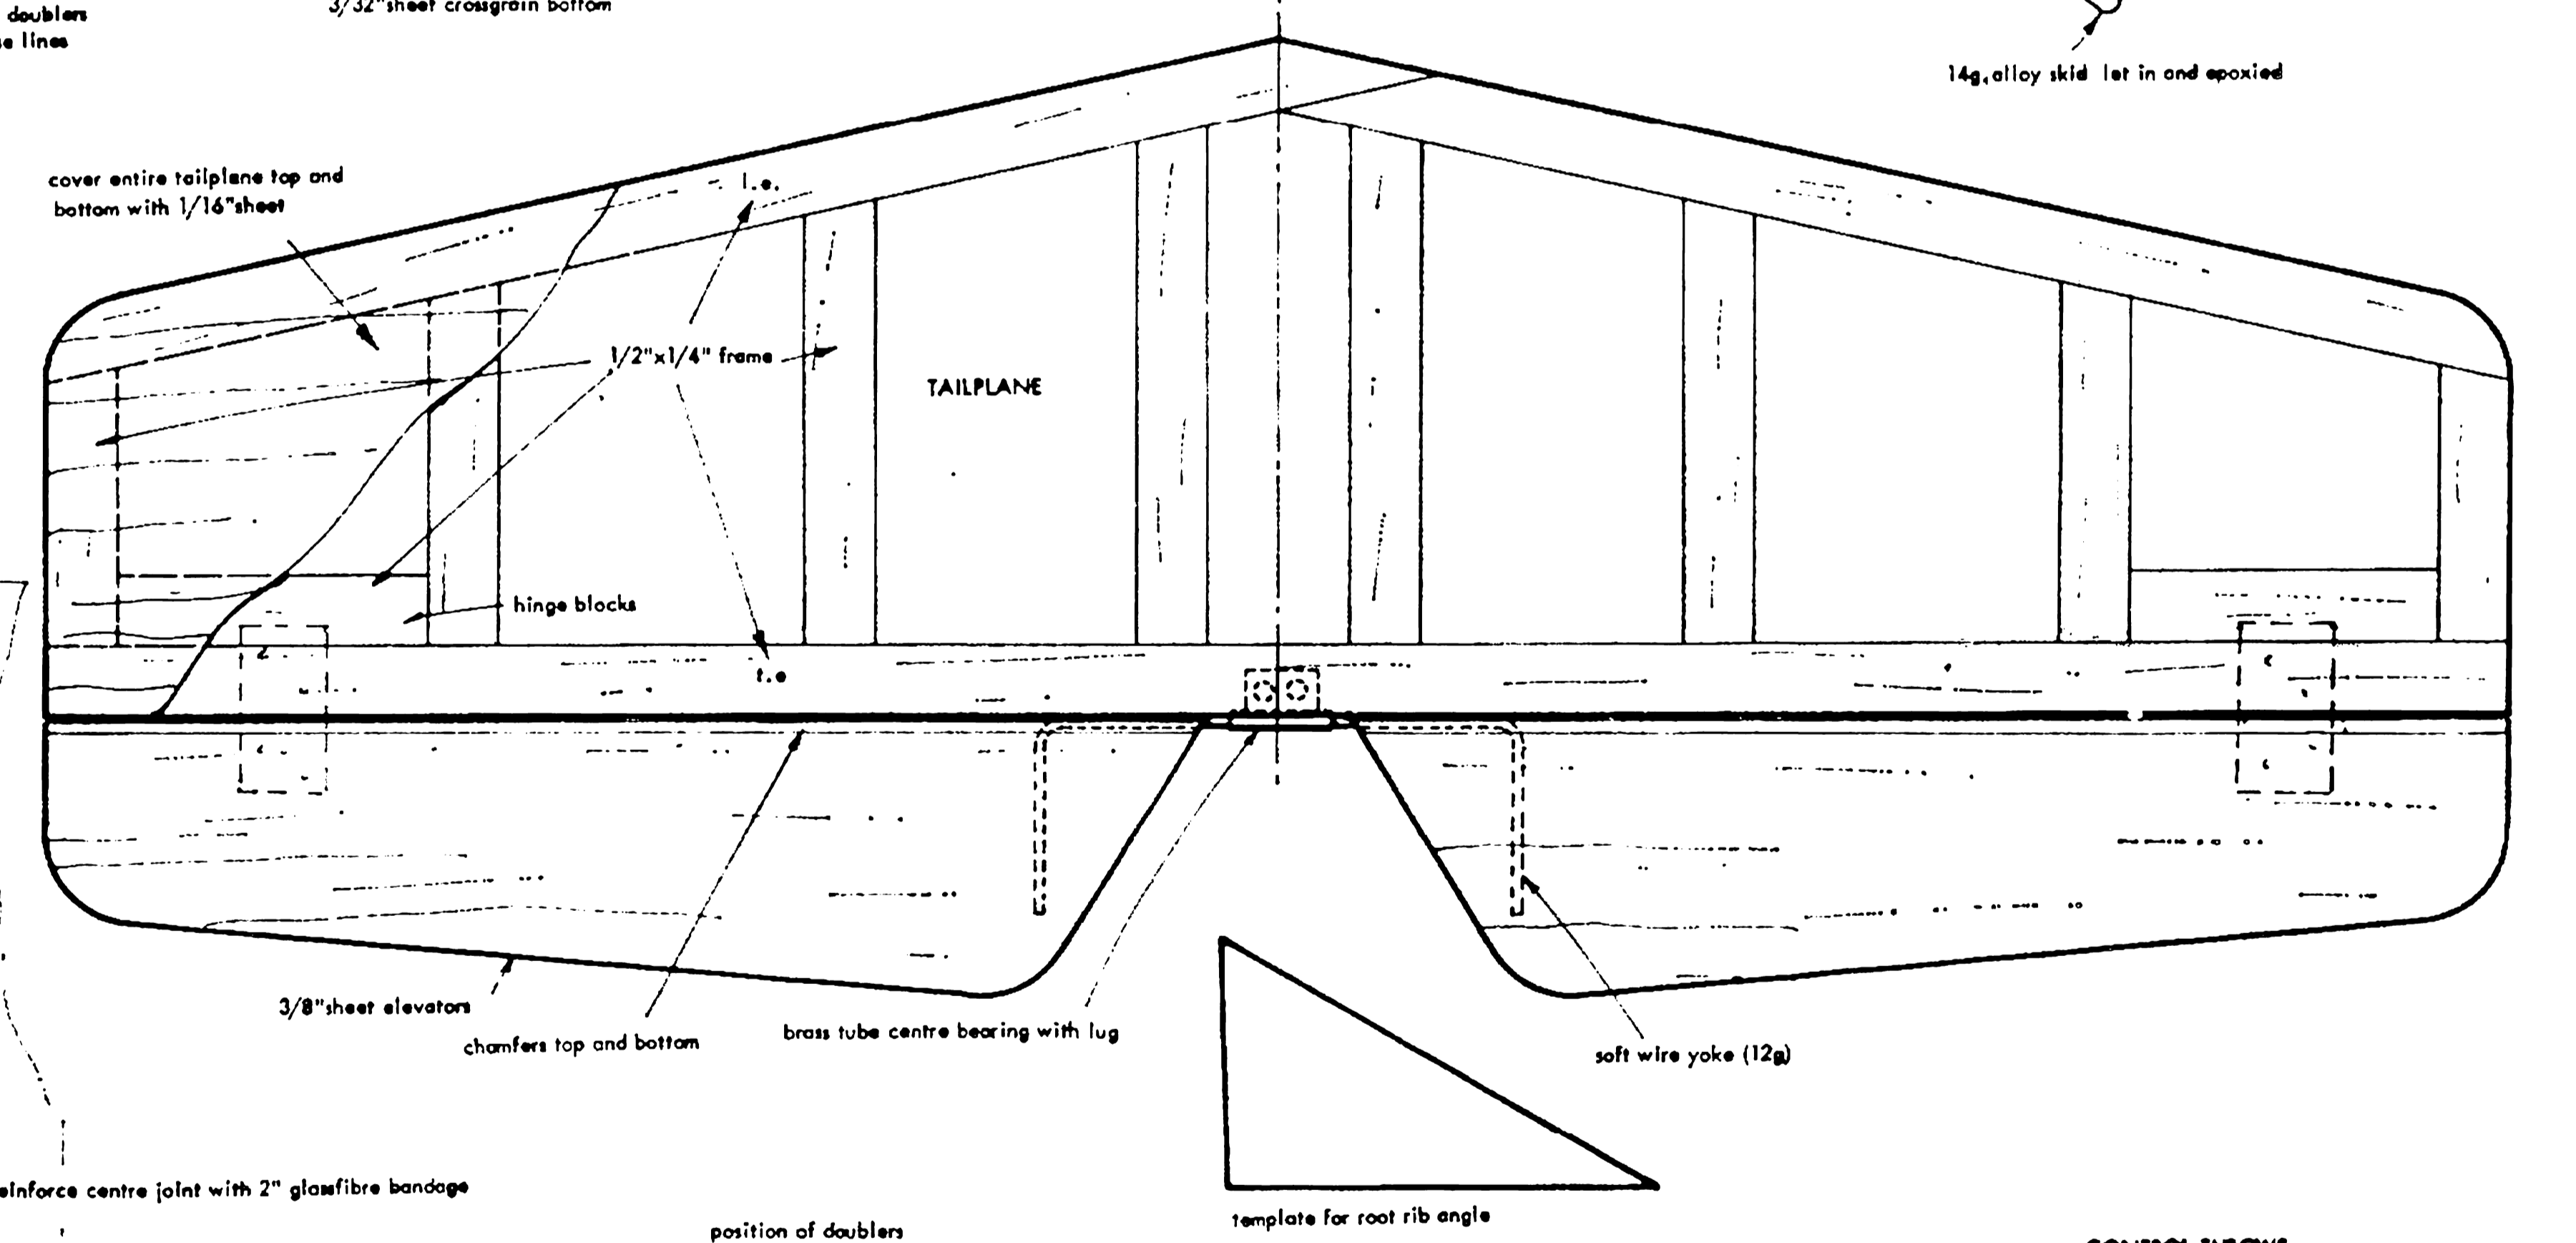 doublers
lines
3/32"sheet crossgrain bottom
14g.alloy skid let in and epoxied
cover entire tailplane top and
bottom with 1/16"sheet
l.e.
1/2"x1/4" frame
TAILPLANE
hinge blocks
t.e
3/8"sheet elevators
chamfers top and bottom
brass tube centre bearing with lug
soft wire yoke (12g)
centre joint with 2" glassfibre bandage
template for root rib angle
position of doublers